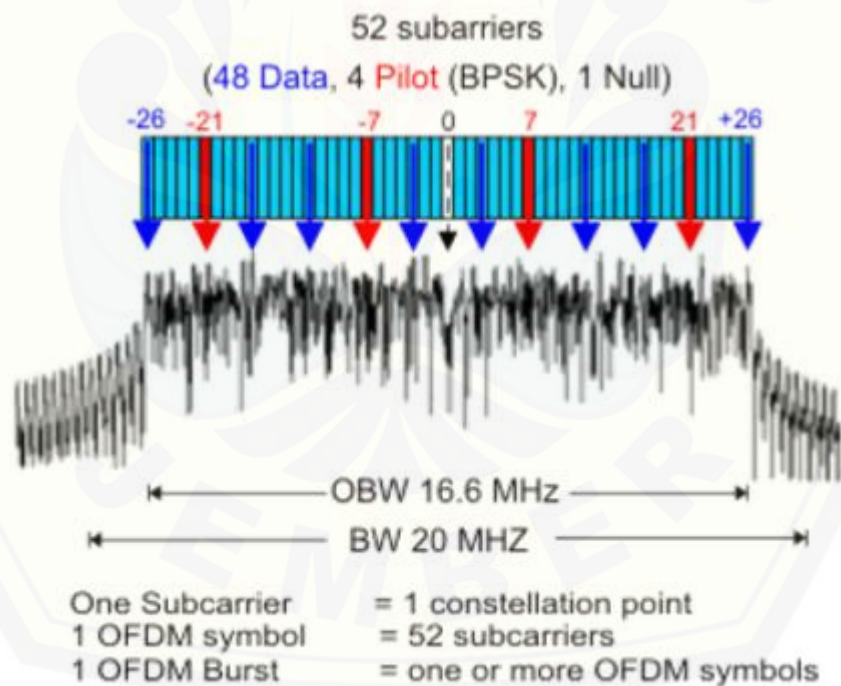 52 subarriers
(48 Data, 4 Pilot (BPSK), 1 Null)
-26 -21 -7 0 7 21 +26
OBW 16.6 MHz
BW 20 MHZ
One Subcarrier = 1 constellation point
1 OFDM symbol = 52 subcarriers
1 OFDM Burst = one or more OFDM symbols
JEMBER